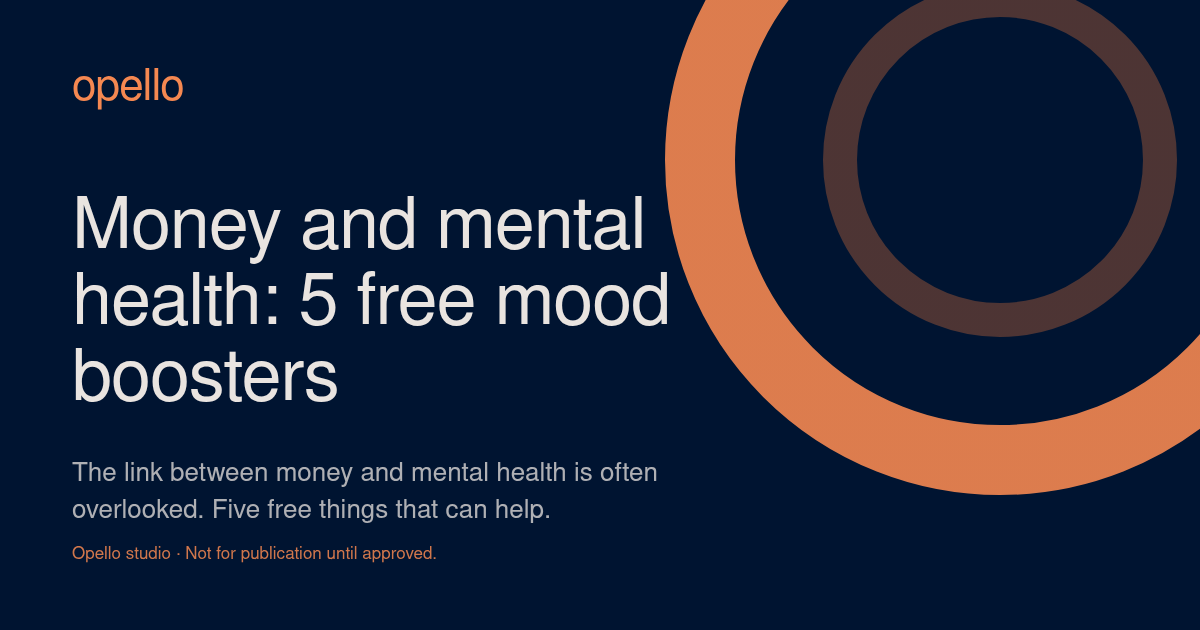 opello
Money and mental
health: 5 free mood
boosters
The link between money and mental health is often
overlooked. Five free things that can help.
Opello studio · Not for publication until approved.